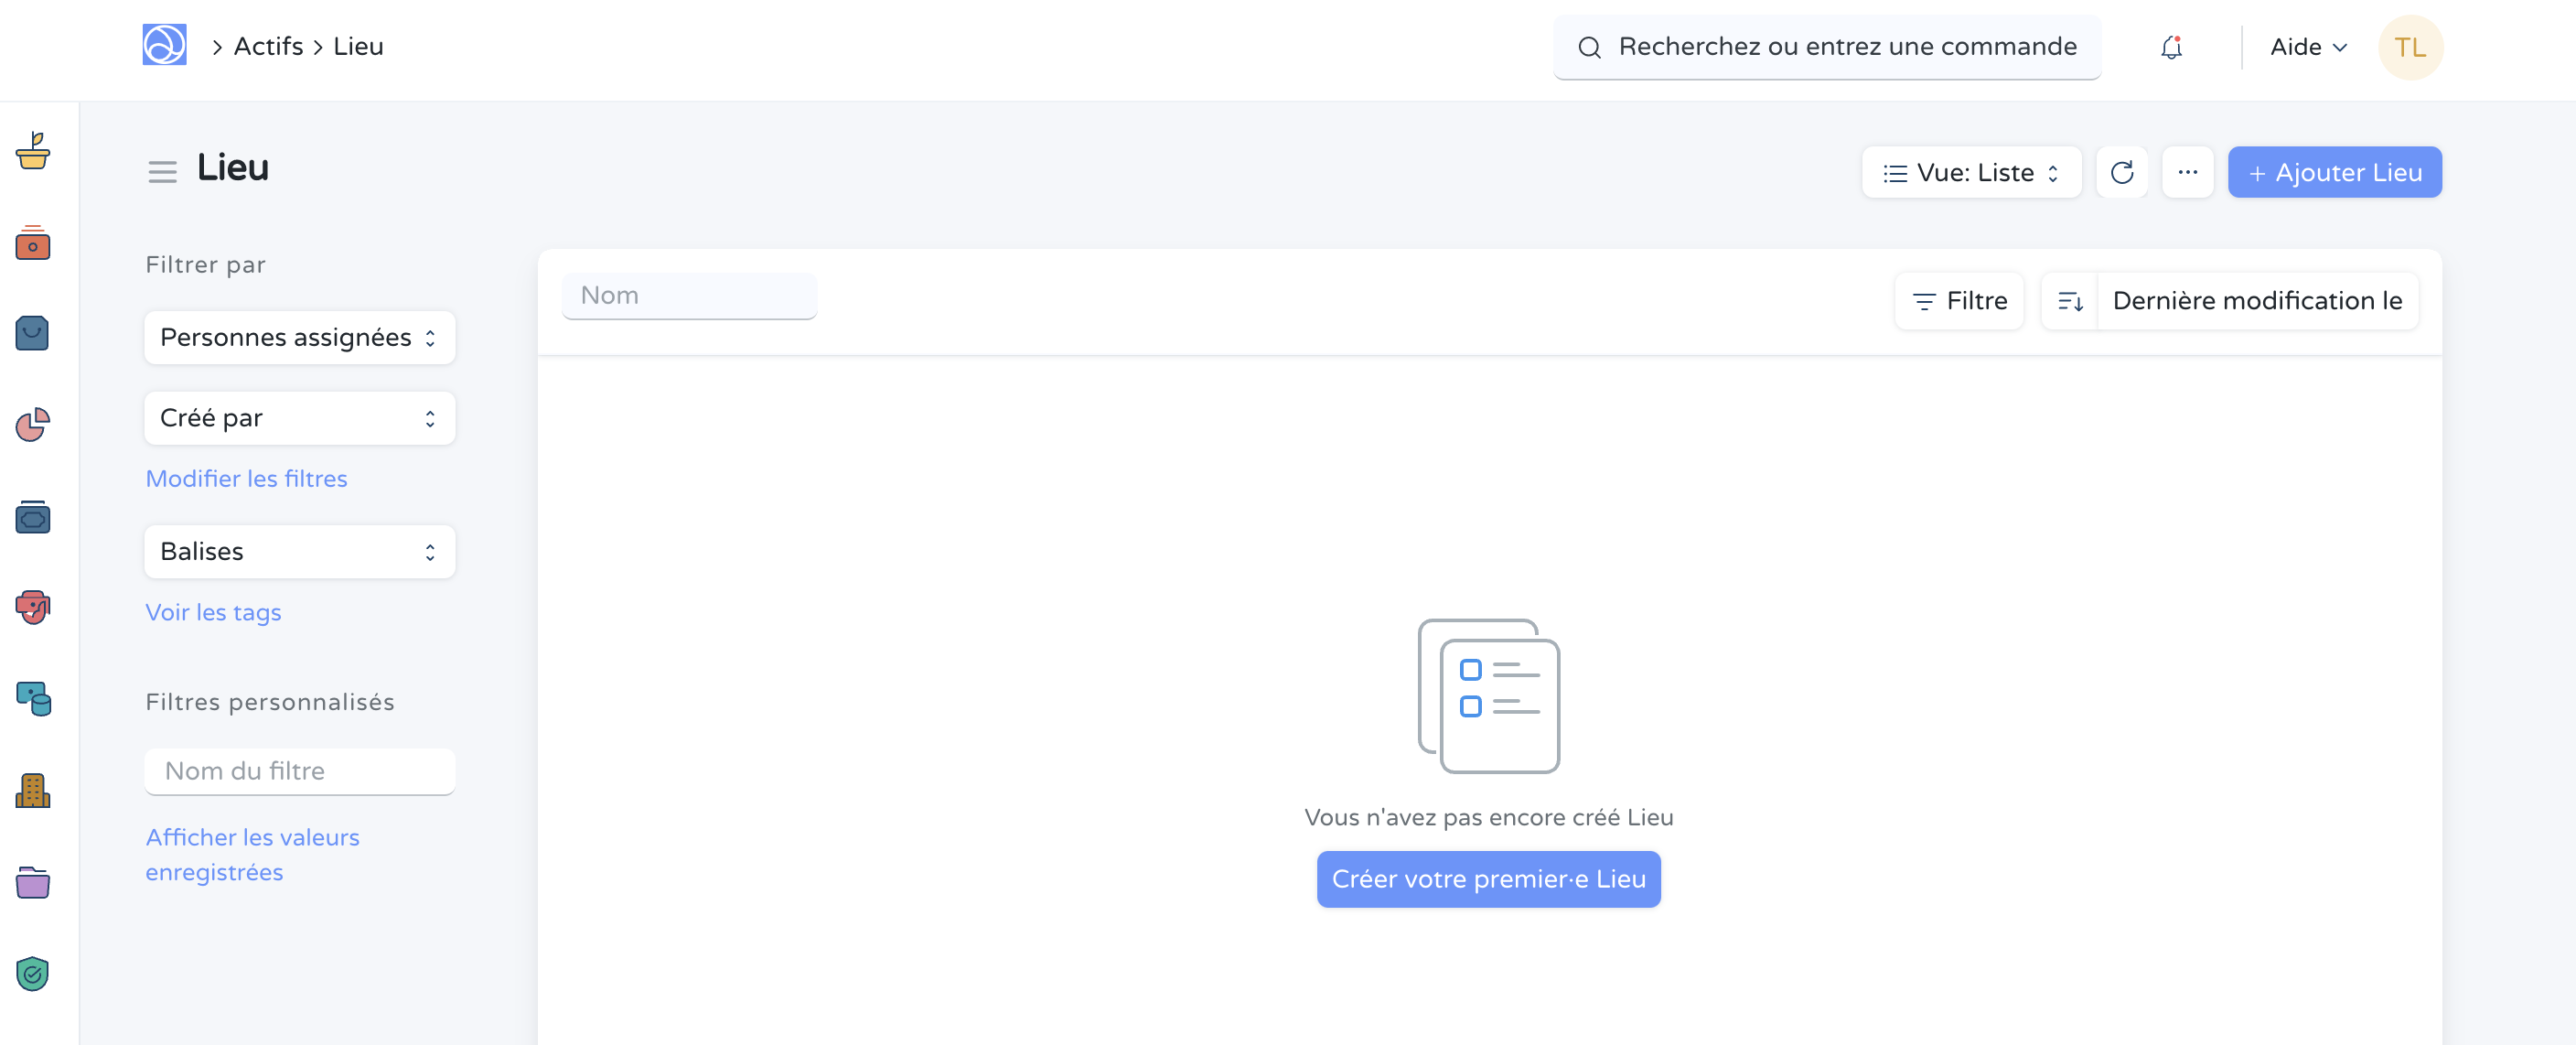 Actifs
Lieu
Recherchez ou entrez une commande
Aide
TL
Lieu
Vue: Liste
+ Ajouter Lieu
Filtrer par
Personnes assignées
Créé par
Modifier les filtres
Balises
Voir les tags
Filtres personnalisés
Nom du filtre
Afficher les valeurs
enregistrées
Nom
Filtre
Dernière modification le
Vous n'avez pas encore créé Lieu
Créer votre premier·e Lieu